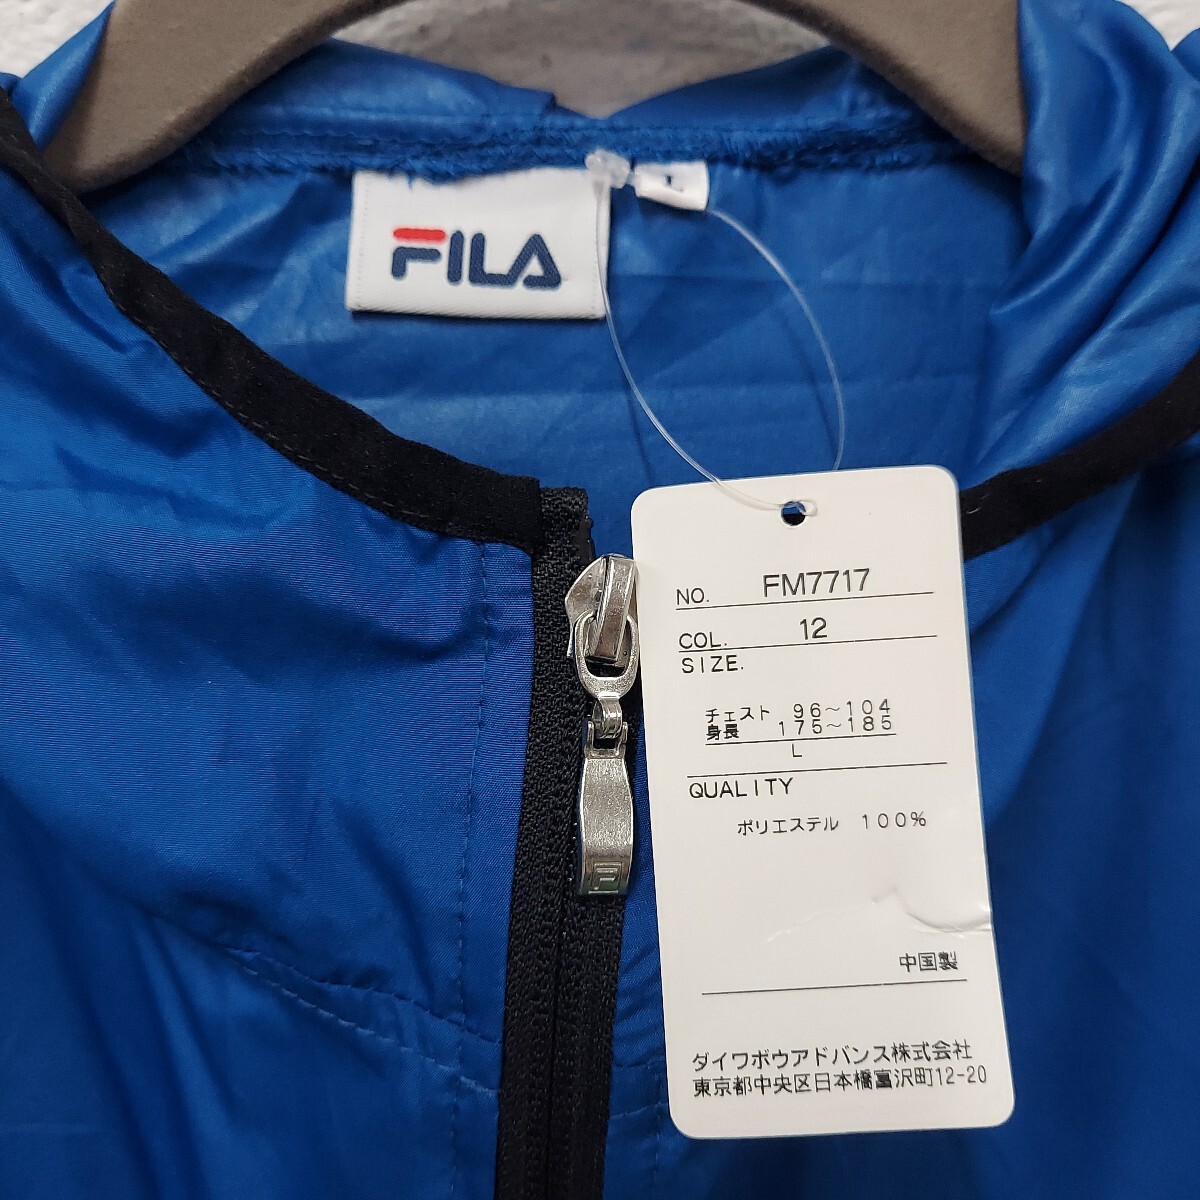 FILA
L
NO. FM7717
COL. 12
SIZE.
チェスト 96～104
身長 175～185
L
QUALITY
ポリエステル 100%
中国製
ダイワボウアドバンス株式会社
東京都中央区日本橋富沢町12-20